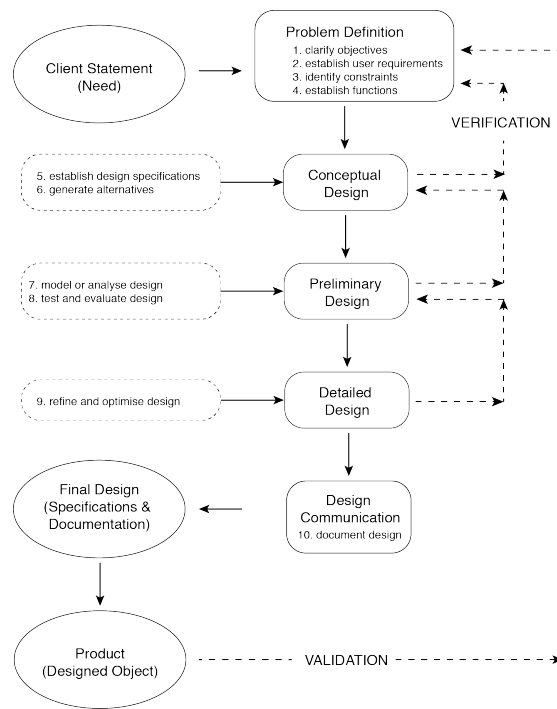 Client Statement
(Need)
Problem Definition
1. clarify objectives
2. establish user requirements
3. identify constraints
4. establish functions
VERIFICATION
5. establish design specifications
6. generate alternatives
Conceptual
Design
7. model or analyse design
8. test and evaluate design
Preliminary
Design
9. refine and optimise design
Detailed
Design
Final Design
(Specifications &
Documentation)
Design
Communication
10. document design
Product
(Designed Object)
VALIDATION